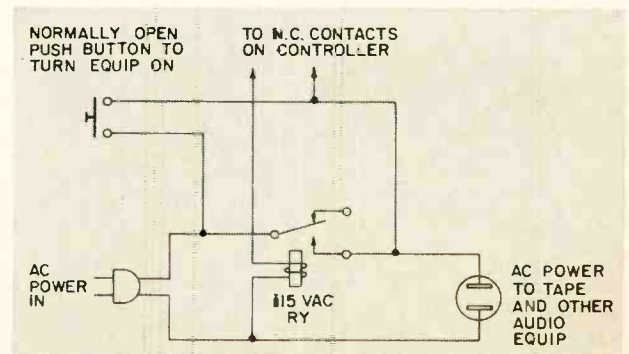 NORMALLY OPEN
PUSH BUTTON TO
TURN EQUIP ON
TO N.C. CONTACTS
ON CONTROLLER
AC
POWER
IN
115 VAC
RY
AC POWER
TO TAPE
AND OTHER
AUDIO
EQUIP